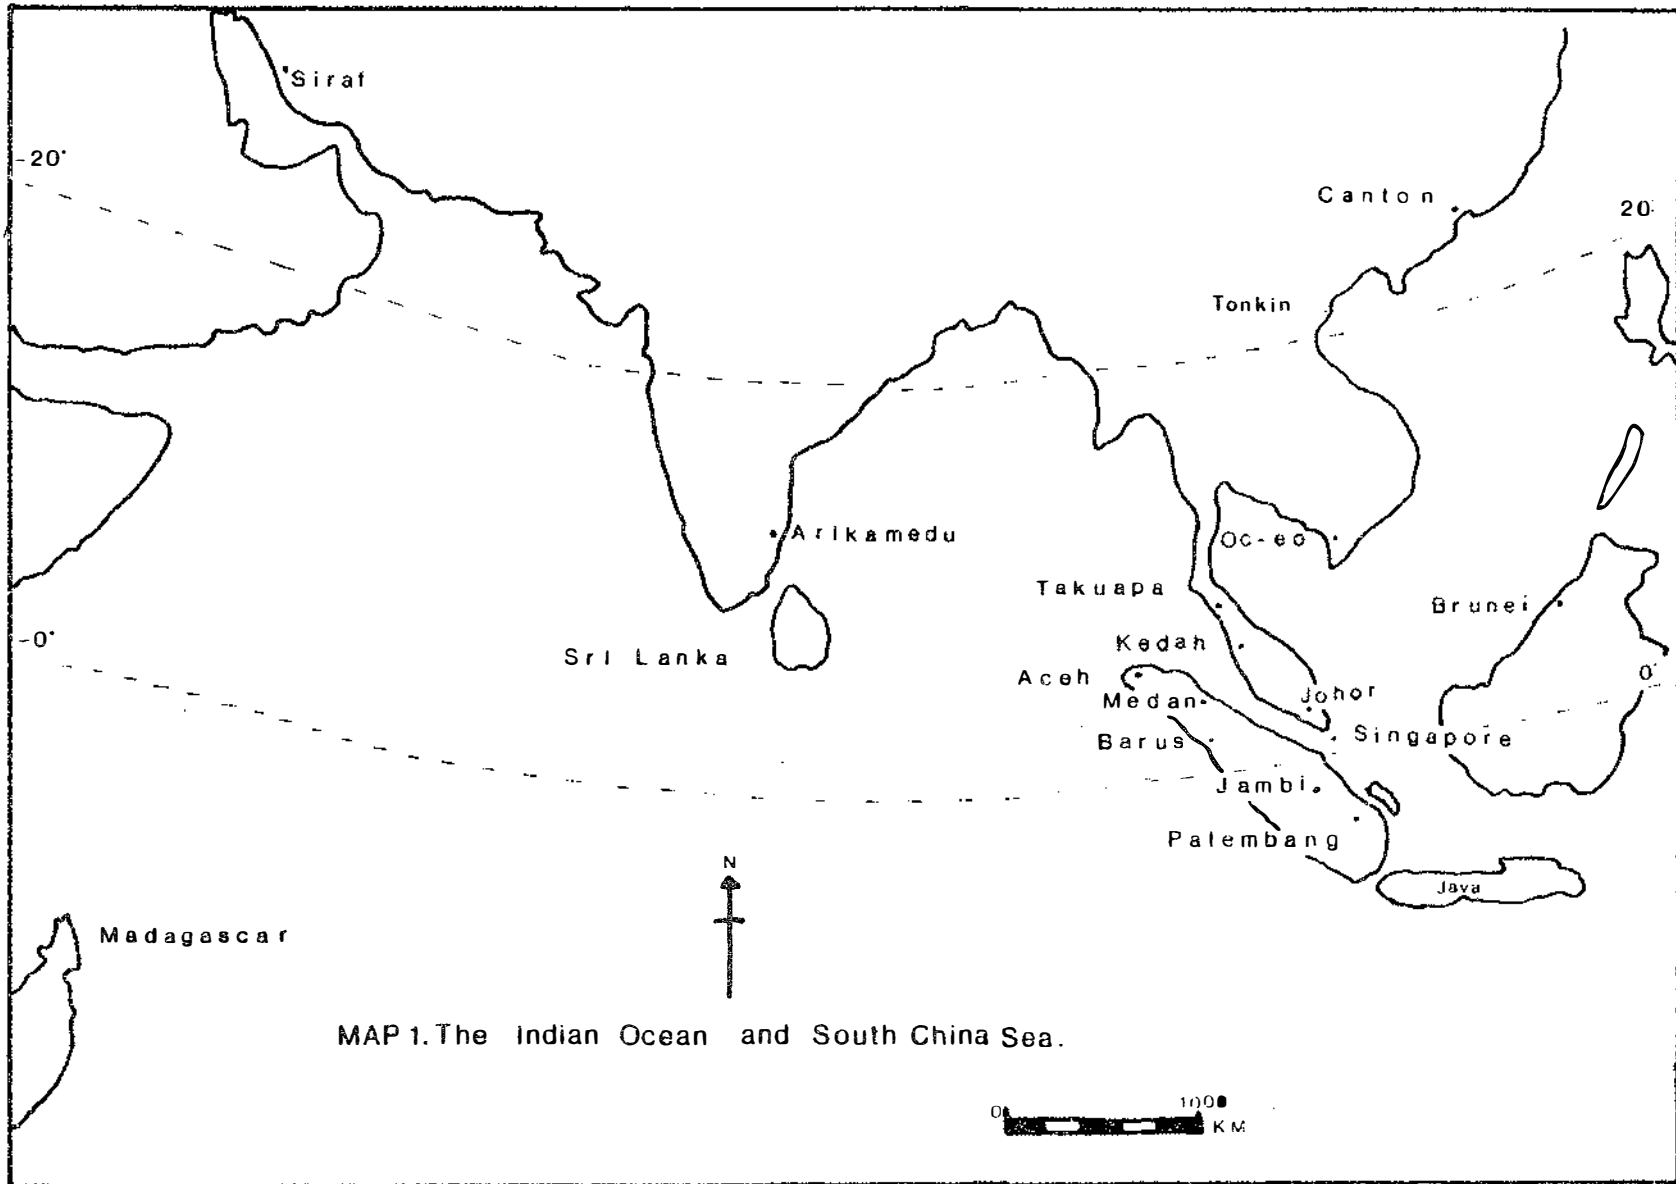 Siraf
-20°
Canton
20°
Tonkin
Arikamedu
Oc-eo
Takuapa
Brunei
-0°
Kedah
Sri Lanka
Aceh
0°
Johor
Medan
Singapore
Barus
Jambi
Palembang
N
Java
Madagascar
MAP 1. The Indian Ocean and South China Sea.
0 1000
KM